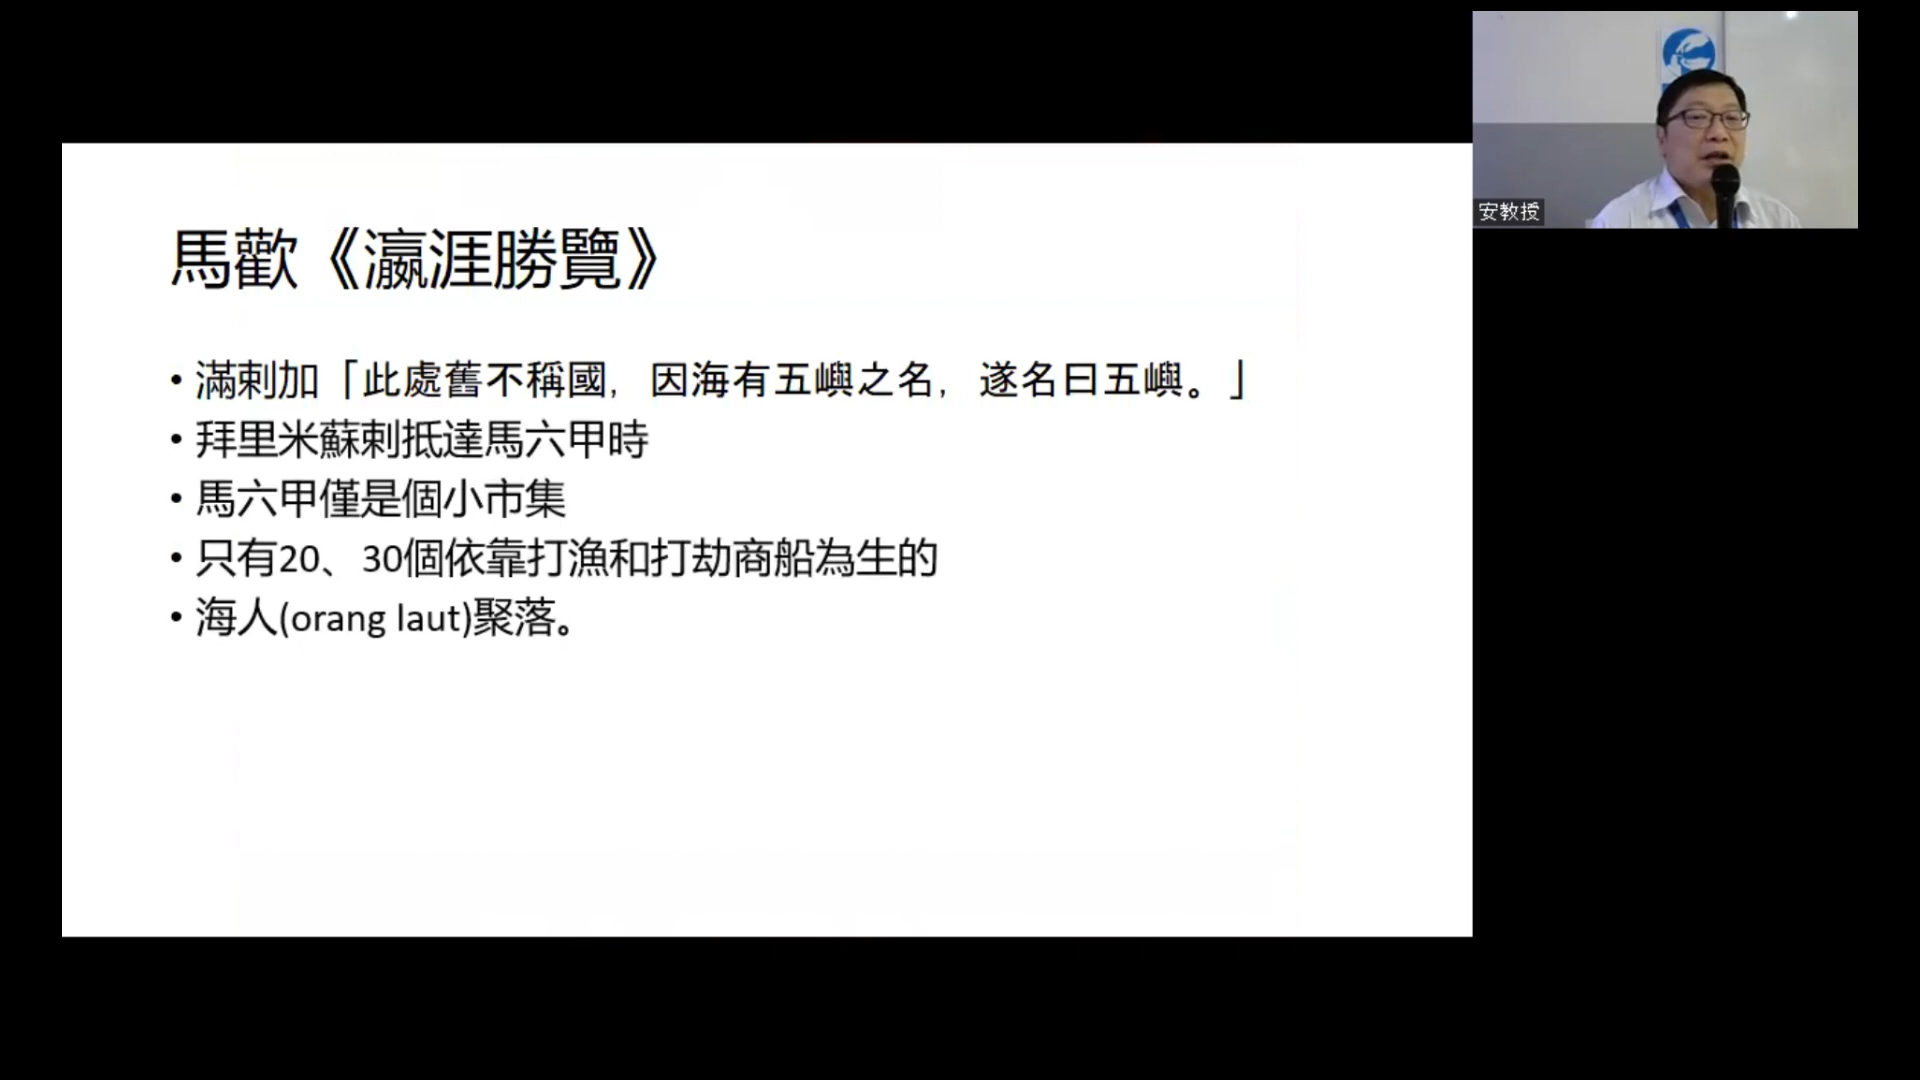 馬歡《瀛涯勝覽》
• 滿剌加「此處舊不稱國，因海有五嶼之名，遂名曰五嶼。」
• 拜里米蘇剌抵達馬六甲時
• 馬六甲僅是個小市集
• 只有20、30個依靠打漁和打劫商船為生的
• 海人(orang laut)聚落。
安教授